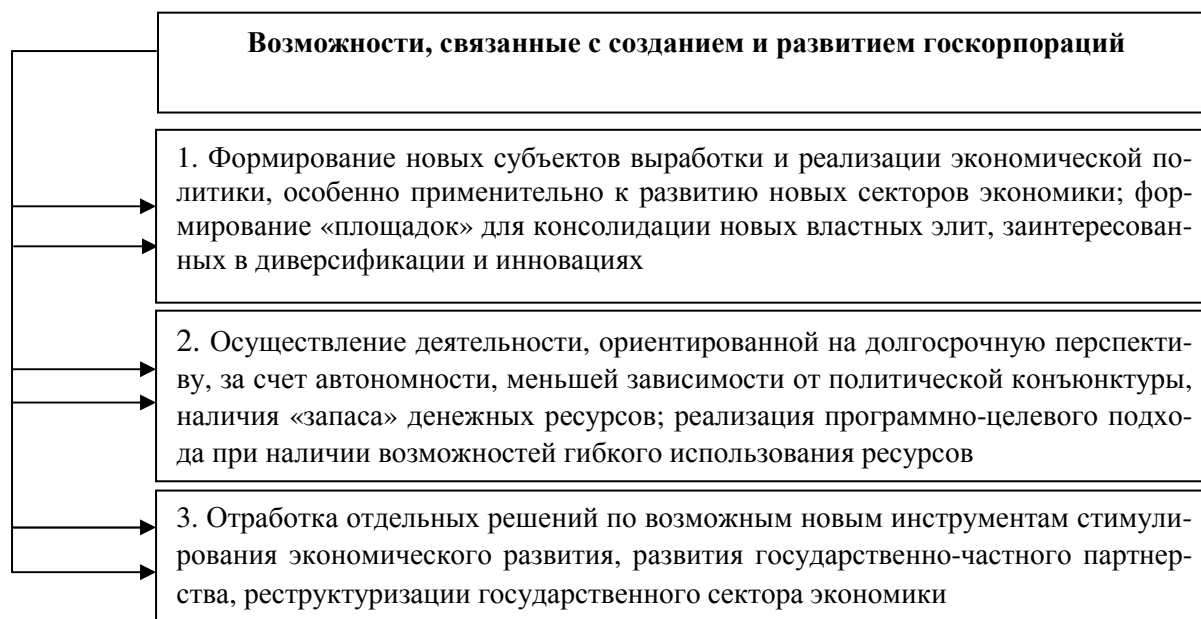 Возможности, связанные с созданием и развитием госкорпораций
1. Формирование новых субъектов выработки и реализации экономической по-
литики, особенно применительно к развитию новых секторов экономики; фор-
мирование «площадок» для консолидации новых властных элит, заинтересован-
ных в диверсификации и инновациях
2. Осуществление деятельности, ориентированной на долгосрочную перспекти-
ву, за счет автономности, меньшей зависимости от политической конъюнктуры,
наличия «запаса» денежных ресурсов; реализация программно-целевого подхо-
да при наличии возможностей гибкого использования ресурсов
3. Отработка отдельных решений по возможным новым инструментам стимули-
рования экономического развития, развития государственно-частного партнер-
ства, реструктуризации государственного сектора экономики